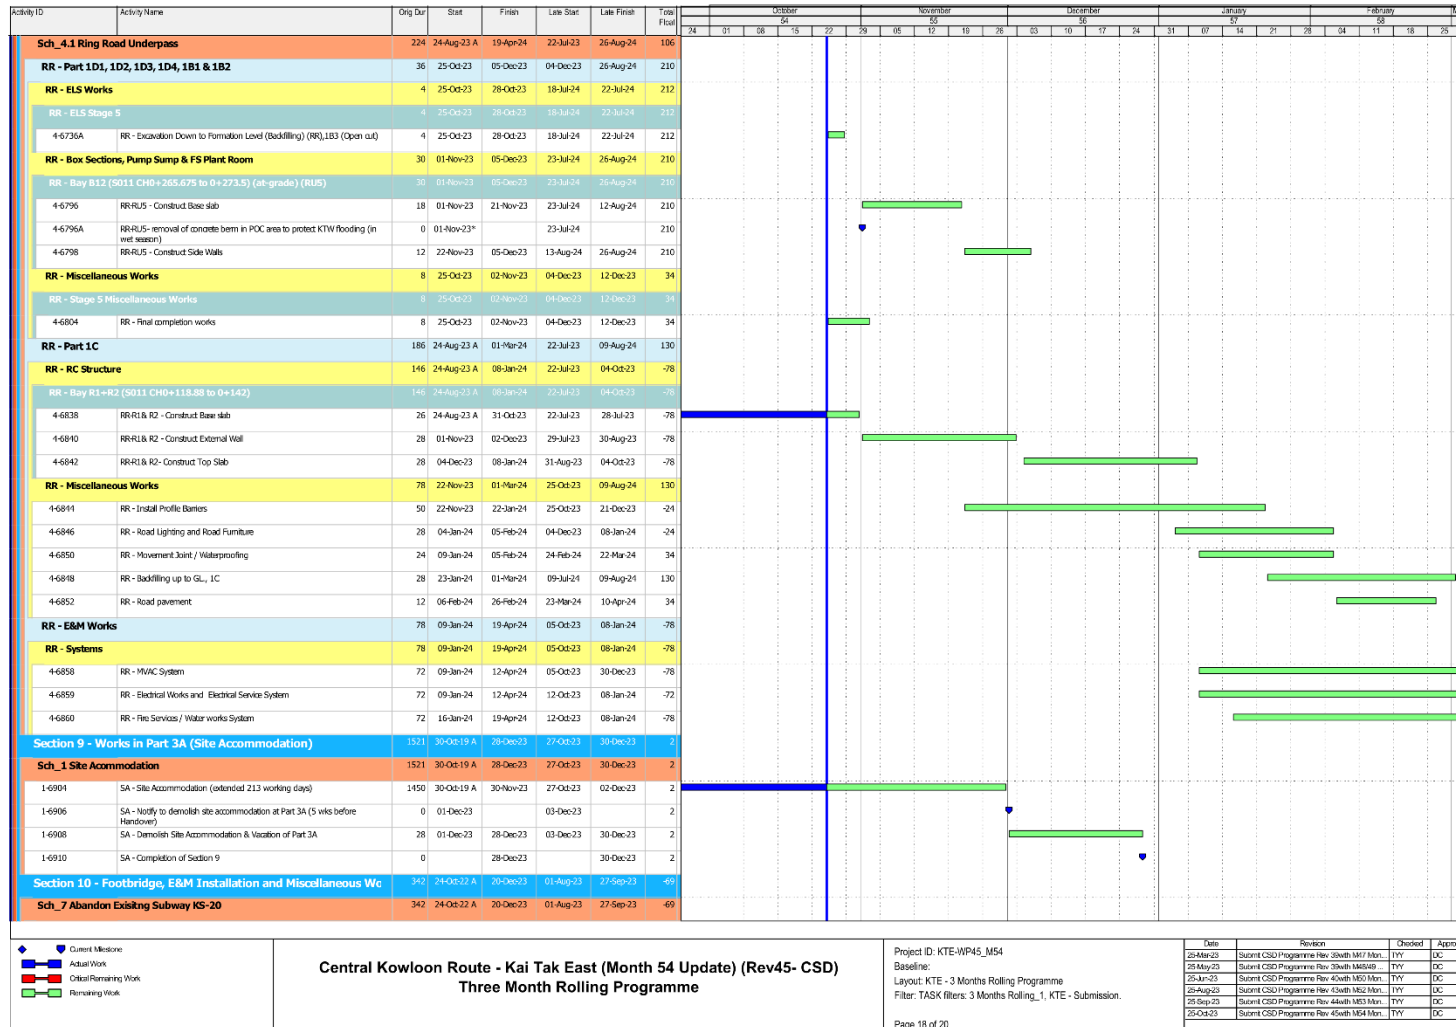 Activity ID Activity Name Orig Dur Start Finish Late Start Late Finish Total Float
October November December January February
54 55 56 57 58
24 01 08 15 22 29 05 12 19 26 03 10 17 24 31 07 14 21 28 04 11 18 25
Sch_4.1 Ring Road Underpass 224 24-Aug-23 A 19-Apr-24 22-Jul-23 26-Aug-24 106
RR - Part 1D1, 1D2, 1D3, 1D4, 1B1 & 1B2 36 25-Oct-23 05-Dec-23 04-Dec-23 26-Aug-24 210
RR - ELS Works 4 25-Oct-23 28-Oct-23 18-Jul-24 22-Jul-24 212
RR - ELS Stage 5 4 25-Oct-23 28-Oct-23 18-Jul-24 22-Jul-24 212
4-6736A RR - Excavation Down to Formation Level (Backfilling) (RR),1B3 (Open cut) 4 25-Oct-23 28-Oct-23 18-Jul-24 22-Jul-24 212
RR - Box Sections, Pump Sump & FS Plant Room 30 01-Nov-23 05-Dec-23 23-Jul-24 26-Aug-24 210
RR - Bay B12 (S011 CH0+265.675 to 0+273.5) (at-grade) (RU5) 30 01-Nov-23 05-Dec-23 23-Jul-24 26-Aug-24 210
4-6796 RR-RU5 - Construct Base slab 18 01-Nov-23 21-Nov-23 23-Jul-24 12-Aug-24 210
4-6796A RR-RU5- removal of concrete berm in POC area to protect KTW flooding (in wet season) 0 01-Nov-23* 23-Jul-24 210
4-6798 RR-RU5 - Construct Side Walls 12 22-Nov-23 05-Dec-23 13-Aug-24 26-Aug-24 210
RR - Miscellaneous Works 8 25-Oct-23 02-Nov-23 04-Dec-23 12-Dec-23 34
RR - Stage 5 Miscellaneous Works 8 25-Oct-23 02-Nov-23 04-Dec-23 12-Dec-23 34
4-6804 RR - Final completion works 8 25-Oct-23 02-Nov-23 04-Dec-23 12-Dec-23 34
RR - Part 1C 186 24-Aug-23 A 01-Mar-24 22-Jul-23 09-Aug-24 130
RR - RC Structure 146 24-Aug-23 A 08-Jan-24 22-Jul-23 04-Oct-23 -78
RR - Bay R1+R2 (S011 CH0+118.88 to 0+142) 146 24-Aug-23 A 08-Jan-24 22-Jul-23 04-Oct-23 -78
4-6838 RR-R1& R2 - Construct Base slab 26 24-Aug-23 A 31-Oct-23 22-Jul-23 28-Jul-23 -78
4-6840 RR-R1& R2 - Construct External Wall 28 01-Nov-23 02-Dec-23 29-Jul-23 30-Aug-23 -78
4-6842 RR-R1& R2- Construct Top Slab 28 04-Dec-23 08-Jan-24 31-Aug-23 04-Oct-23 -78
RR - Miscellaneous Works 78 22-Nov-23 01-Mar-24 25-Oct-23 09-Aug-24 130
4-6844 RR - Install Profile Barriers 50 22-Nov-23 22-Jan-24 25-Oct-23 21-Dec-23 -24
4-6846 RR - Road Lighting and Road Furniture 28 04-Jan-24 05-Feb-24 04-Dec-23 08-Jan-24 -24
4-6850 RR - Movement Joint / Waterproofing 24 09-Jan-24 05-Feb-24 24-Feb-24 22-Mar-24 34
4-6848 RR - Backfilling up to GL., 1C 28 23-Jan-24 01-Mar-24 09-Jul-24 09-Aug-24 130
4-6852 RR - Road pavement 12 06-Feb-24 26-Feb-24 23-Mar-24 10-Apr-24 34
RR - E&M Works 78 09-Jan-24 19-Apr-24 05-Oct-23 08-Jan-24 -78
RR - Systems 78 09-Jan-24 19-Apr-24 05-Oct-23 08-Jan-24 -78
4-6858 RR - MVAC System 72 09-Jan-24 12-Apr-24 05-Oct-23 30-Dec-23 -78
4-6859 RR - Electrical Works and Electrical Service System 72 09-Jan-24 12-Apr-24 12-Oct-23 08-Jan-24 -72
4-6860 RR - Fire Services / Water works System 72 16-Jan-24 19-Apr-24 12-Oct-23 08-Jan-24 -78
Section 9 - Works in Part 3A (Site Accommodation) 1521 30-Oct-19 A 28-Dec-23 27-Oct-23 30-Dec-23 2
Sch_1 Site Acommodation 1521 30-Oct-19 A 28-Dec-23 27-Oct-23 30-Dec-23 2
1-6904 SA - Site Accommodation (extended 213 working days) 1450 30-Oct-19 A 30-Nov-23 27-Oct-23 02-Dec-23 2
1-6906 SA - Notify to demolish site accommodation at Part 3A (5 wks before Handover) 0 01-Dec-23 03-Dec-23 2
1-6908 SA - Demolish Site Accommodation & Vacation of Part 3A 28 01-Dec-23 28-Dec-23 03-Dec-23 30-Dec-23 2
1-6910 SA - Completion of Section 9 0 28-Dec-23 30-Dec-23 2
Section 10 - Footbridge, E&M Installation and Miscellaneous Wo 342 24-Oct-22 A 20-Dec-23 01-Aug-23 27-Sep-23 -69
Sch_7 Abandon Exisitng Subway KS-20 342 24-Oct-22 A 20-Dec-23 01-Aug-23 27-Sep-23 -69
Current Milestone
Actual Work
Critical Remaining Work
Remaining Work
Central Kowloon Route - Kai Tak East (Month 54 Update) (Rev45- CSD)
Three Month Rolling Programme
Project ID: KTE-WP45_M54
Baseline:
Layout: KTE - 3 Months Rolling Programme
Filter: TASK filters: 3 Months Rolling_1, KTE - Submission.
Page 18 of 20
Date Revision Checked Appro
25-Mar-23 Submit CSD Programme Rev 39with M47 Mon... TYY DC
25-May-23 Submit CSD Programme Rev 39with M48/49 ... TYY DC
25-Jun-23 Submit CSD Programme Rev 40with M50 Mon... TYY DC
25-Aug-23 Submit CSD Programme Rev 43with M52 Mon... TYY DC
25-Sep-23 Submit CSD Programme Rev 44with M53 Mon... TYY DC
25-Oct-23 Submit CSD Programme Rev 45with M54 Mon... TYY DC